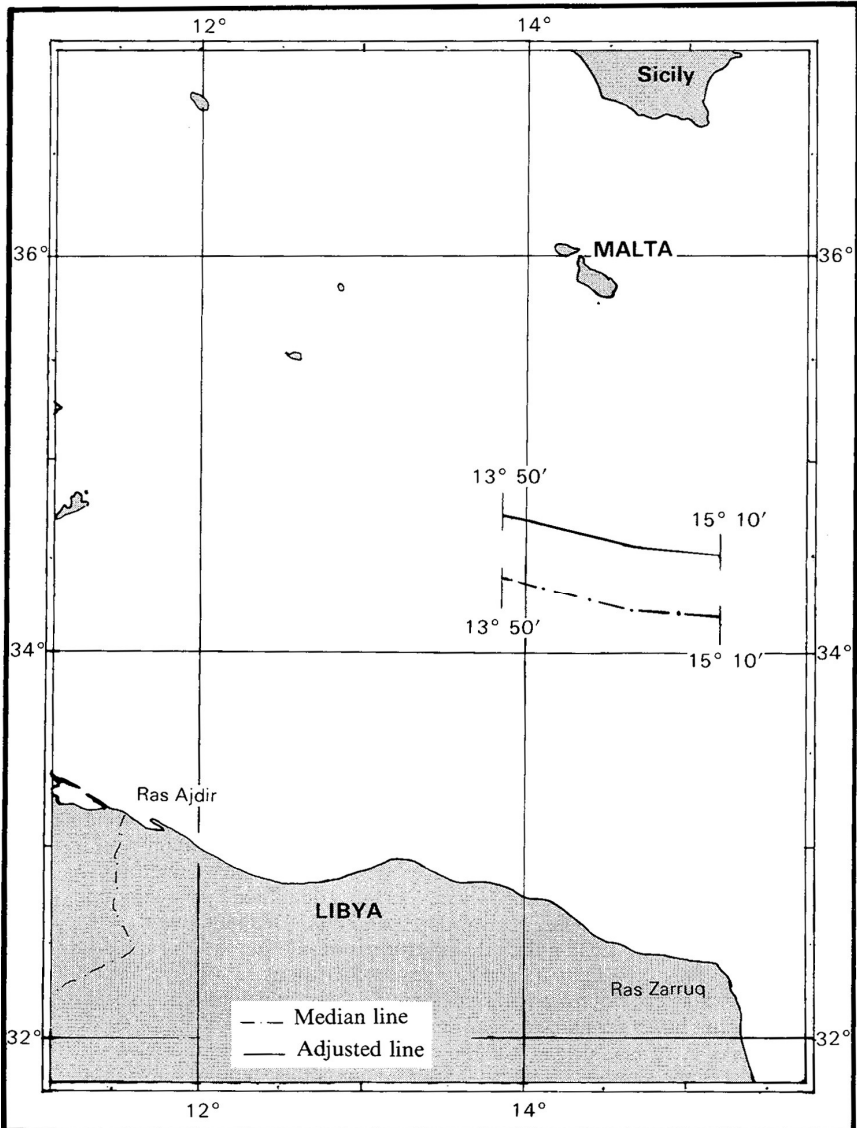 12° 14°
Sicily
36° MALTA 36°
13° 50′
15° 10′
13° 50′
34° 15° 10′ 34°
Ras Ajdir
LIBYA
Ras Zarruq
Median line
32° Adjusted line 32°
12° 14°